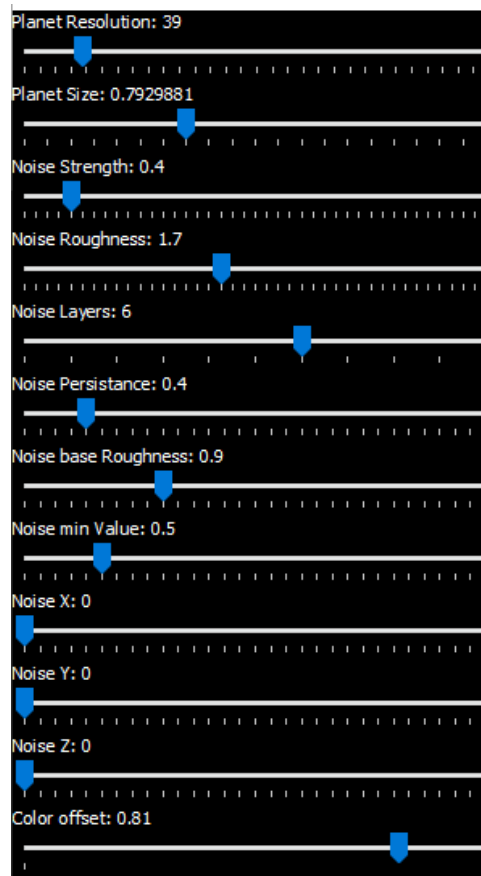 Planet Resolution: 39
Planet Size: 0.7929881
Noise Strength: 0.4
Noise Roughness: 1.7
Noise Layers: 6
Noise Persistance: 0.4
Noise base Roughness: 0.9
Noise min Value: 0.5
Noise X: 0
Noise Y: 0
Noise Z: 0
Color offset: 0.81